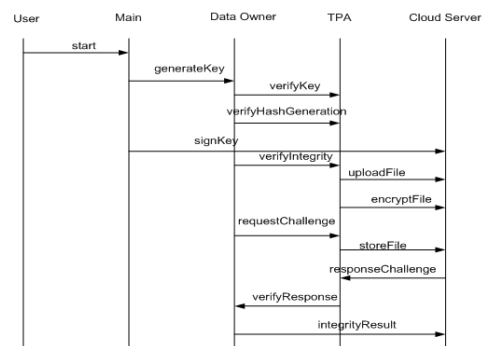 User Main Data Owner TPA Cloud Server
start
generateKey
verifyKey
verifyHashGeneration
signKey
verifyIntegrity
uploadFile
encryptFile
requestChallenge
storeFile
responseChallenge
verifyResponse
integrityResult